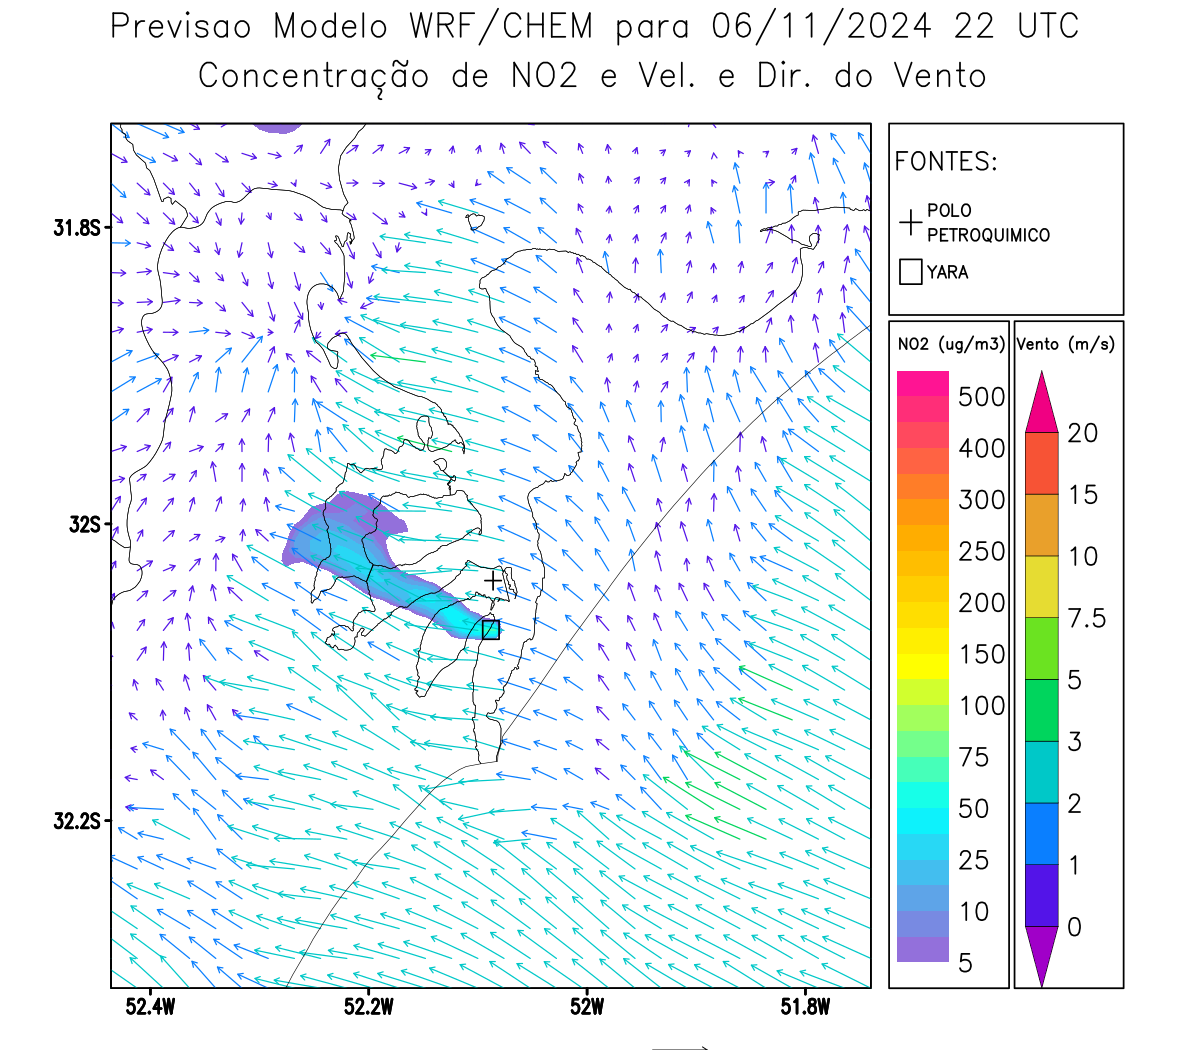 Previsao Modelo WRF/CHEM para 06/11/2024 22 UTC
Concentração de NO2 e Vel. e Dir. do Vento
FONTES:
POLO
PETROQUIMICO
YARA
NO2 (ug/m3)
500
400
300
250
200
150
100
75
50
25
10
5
Vento (m/s)
20
15
10
7.5
5
3
2
1
0
31.8S
32S
32.2S
52.4W
52.2W
52W
51.8W